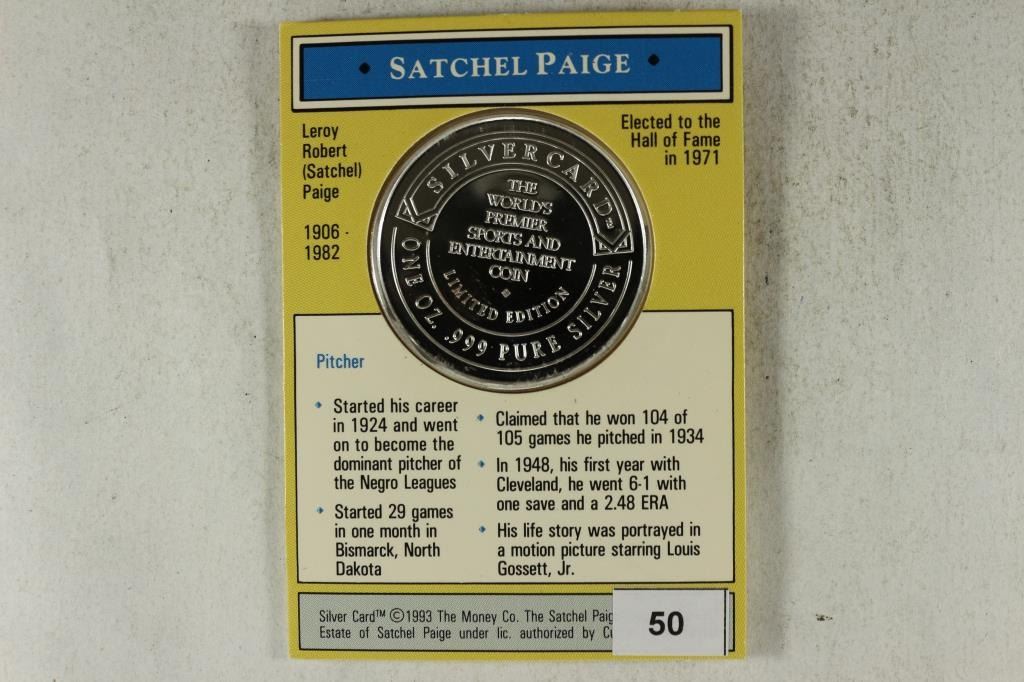 SATCHEL PAIGE
Leroy
Robert
(Satchel)
Paige
1906 -
1982
Elected to the
Hall of Fame
in 1971
SILVERCARD
THE
WORLD'S
PREMIER
SPORTS AND
ENTERTAINMENT
COIN
LIMITED EDITION
ONE OZ. .999 PURE SILVER
Pitcher
Started his career
in 1924 and went
on to become the
dominant pitcher of
the Negro Leagues
Started 29 games
in one month in
Bismarck, North
Dakota
Claimed that he won 104 of
105 games he pitched in 1934
In 1948, his first year with
Cleveland, he went 6-1 with
one save and a 2.48 ERA
His life story was portrayed in
a motion picture starring Louis
Gossett, Jr.
Silver Card™ ©1993 The Money Co. The Satchel
Estate of Satchel Paige under lic. authorized by
50